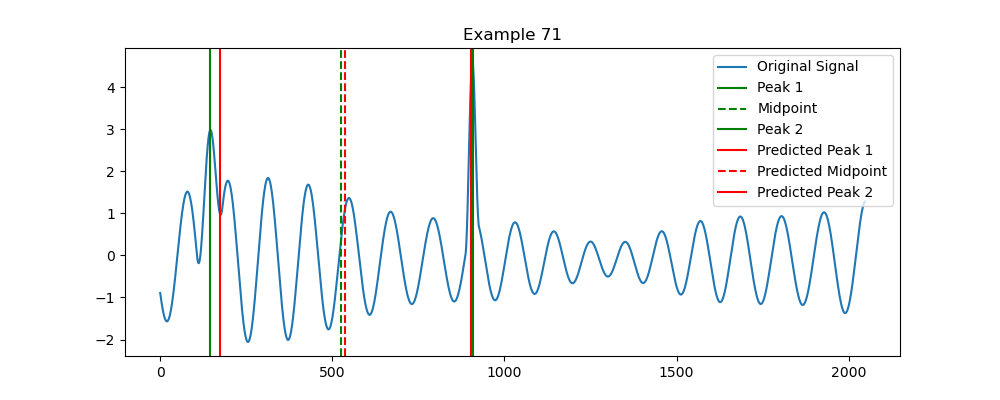 Example 71
Original Signal
Peak 1
Midpoint
Peak 2
Predicted Peak 1
Predicted Midpoint
Predicted Peak 2
4
3
2
1
0
−1
−2
0
500
1000
1500
2000